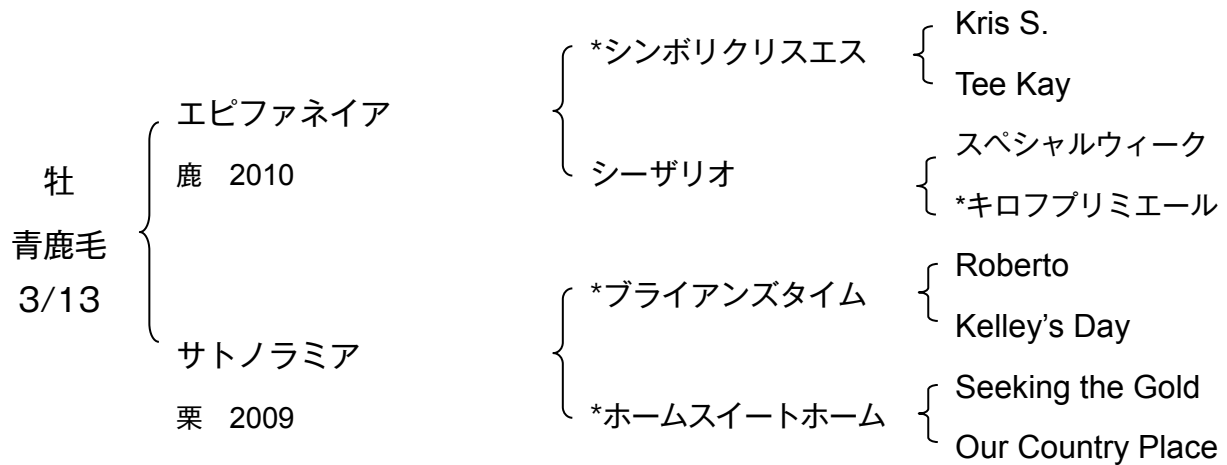 牡
青鹿毛
3/13
エピファネイア
鹿 2010
サトノラミア
栗 2009
*シンボリクリスエス
シーザリオ
*ブライアンズタイム
*ホームスイートホーム
Kris S.
Tee Kay
スペシャルウィーク
*キロフプリミエール
Roberto
Kelley’s Day
Seeking the Gold
Our Country Place